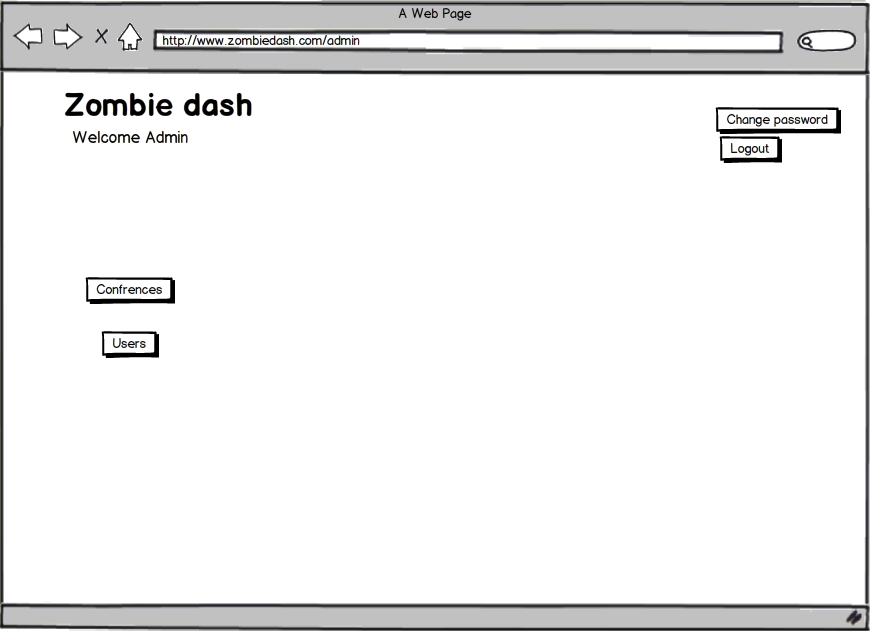 A Web Page
http://www.zombiedash.com/admin
Zombie dash
Welcome Admin
Change password
Logout
Confrences
Users